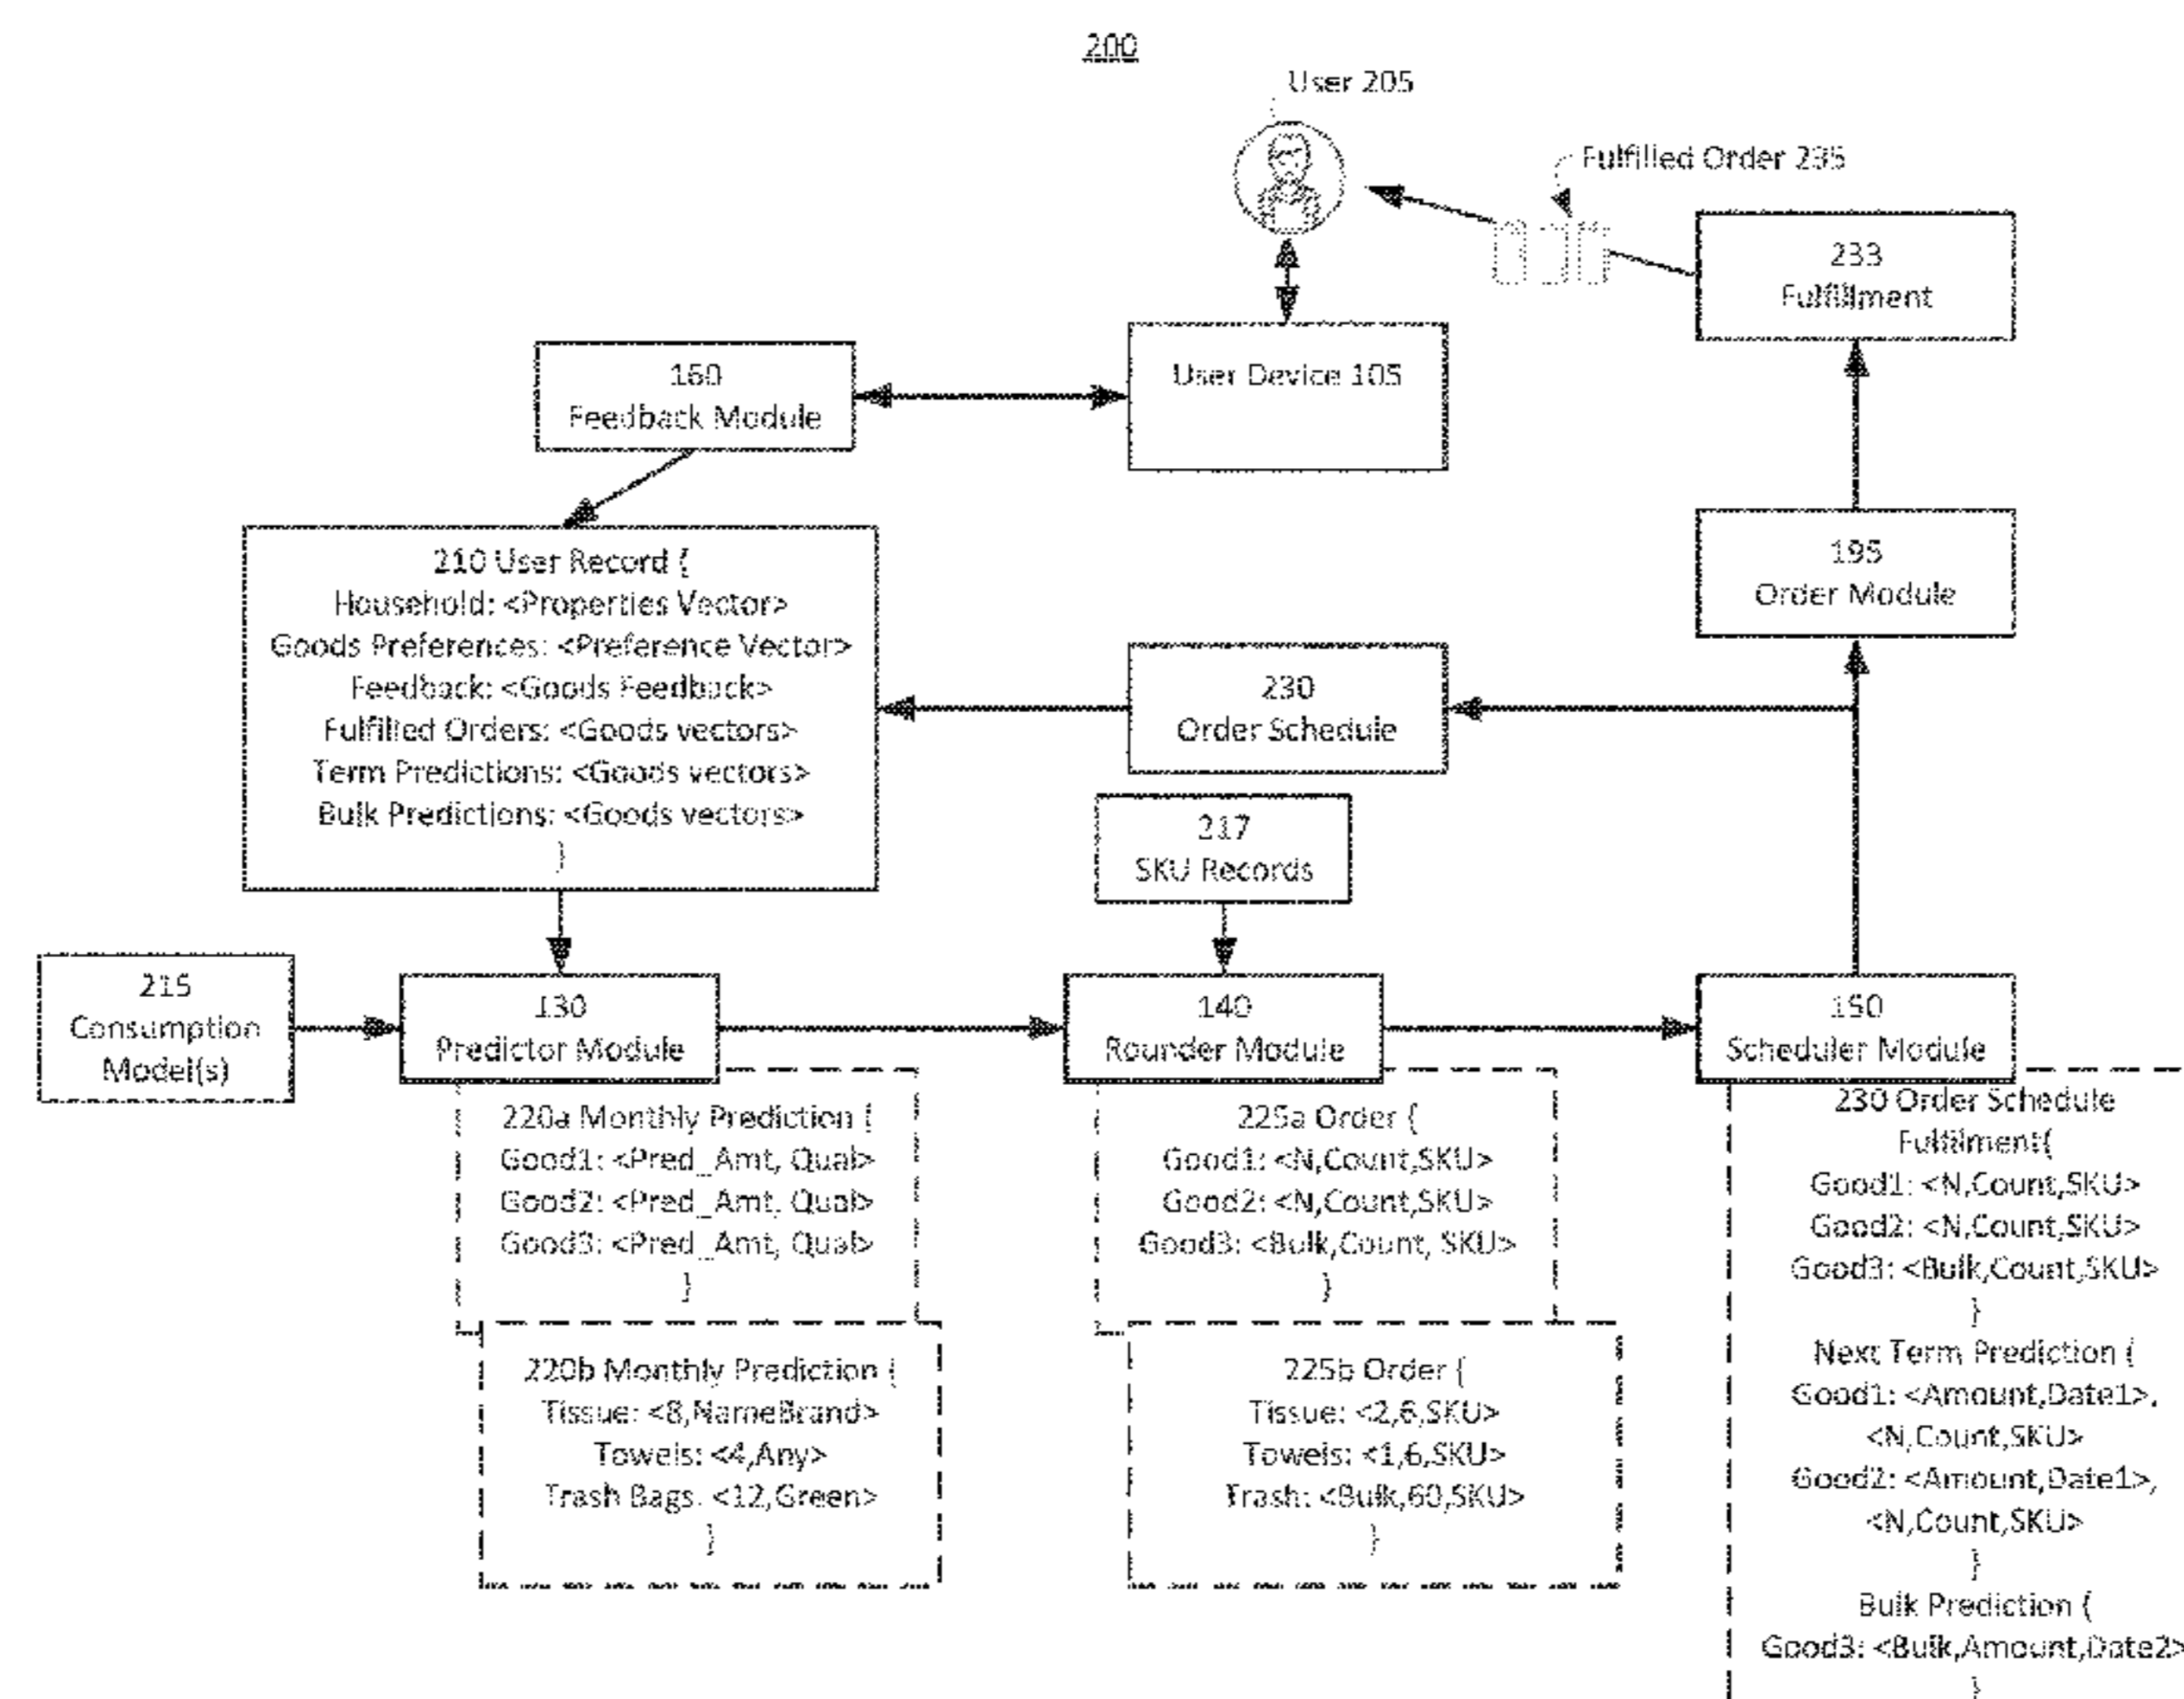 200
User 205
Fulfilled Order 235
233
Fulfillment
160
Feedback Module
User Device 105
195
Order Module
210 User Record {
Household: <Properties Vector>
Goods Preferences: <Preference Vector>
Feedback: <Goods Feedback>
Fulfilled Orders: <Goods vectors>
Term Predictions: <Goods vectors>
Bulk Predictions: <Goods vectors>
}
230
Order Schedule
217
SKU Records
215
Consumption
Model(s)
130
Predictor Module
140
Rounder Module
150
Scheduler Module
220a Monthly Prediction {
Good1: <Pred_Amt, Qual>
Good2: <Pred_Amt, Qual>
Good3: <Pred_Amt, Qual>
}
220b Monthly Prediction {
Tissue: <8,NameBrand>
Towels: <4,Any>
Trash Bags: <12,Green>
}
225a Order {
Good1: <N,Count,SKU>
Good2: <N,Count,SKU>
Good3: <Bulk,Count, SKU>
}
225b Order {
Tissue: <2,6,SKU>
Towels: <1,6,SKU>
Trash: <Bulk,60,SKU>
}
230 Order Schedule
Fulfilment{
Good1: <N,Count,SKU>
Good2: <N,Count,SKU>
Good3: <Bulk,Count,SKU>
}
Next Term Prediction {
Good1: <Amount,Date1>,
<N,Count,SKU>
Good2: <Amount,Date1>,
<N,Count,SKU>
}
Bulk Prediction {
Good3: <Bulk,Amount,Date2>
}